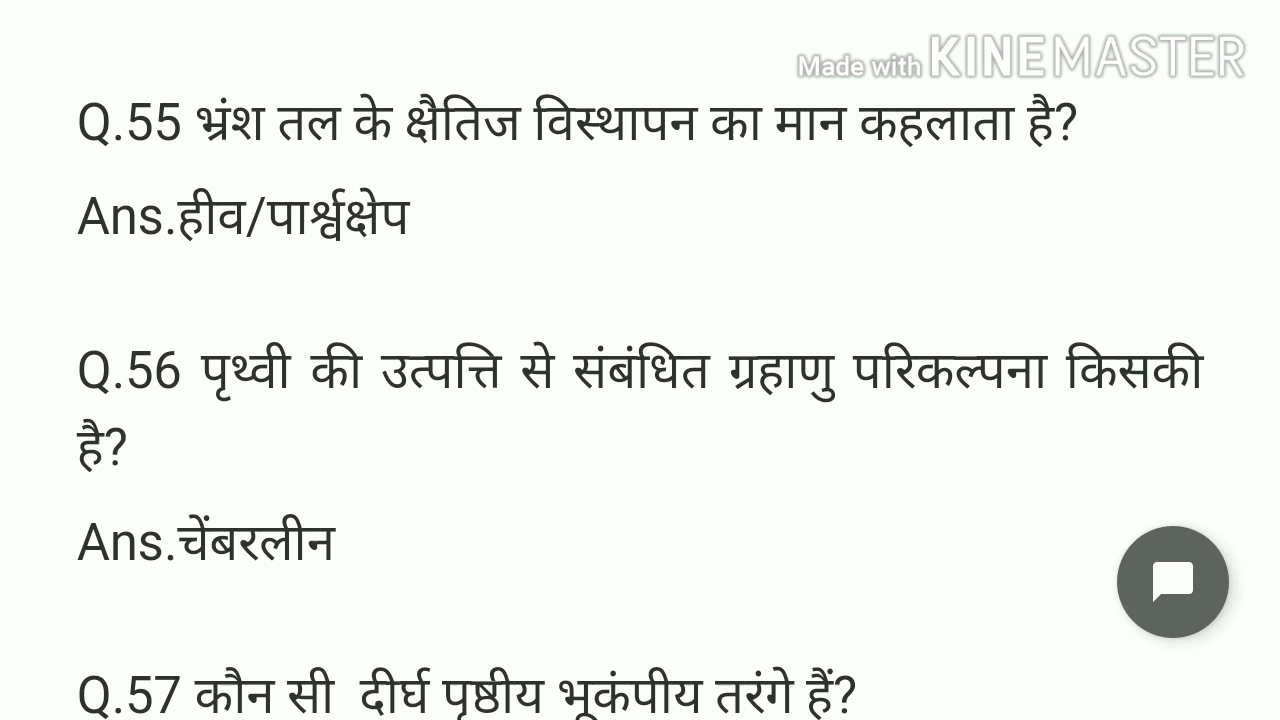 Made with KINEMASTER
Q.55 भ्रंश तल के क्षैतिज विस्थापन का मान कहलाता है?
Ans.हीव/पार्श्वक्षेप
Q.56 पृथ्वी की उत्पत्ति से संबंधित ग्रहाणु परिकल्पना किसकी
है?
Ans.चेंबरलीन
Q.57 कौन सी दीर्घ पृष्ठीय भूकंपीय तरंगे हैं?